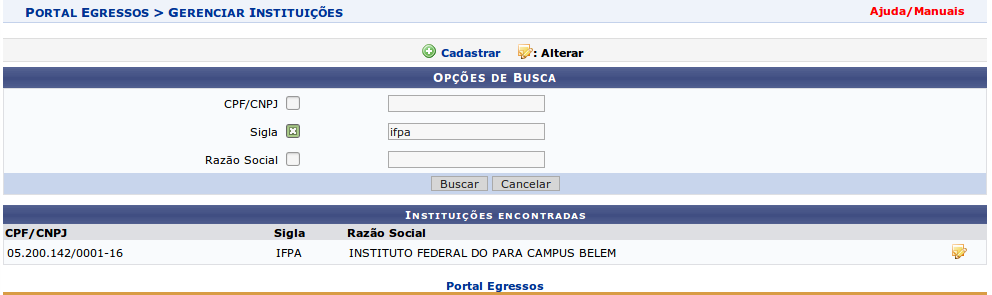 PORTAL EGRESSOS > GERENCIAR INSTITUIÇÕES Ajuda/Manuais
Cadastrar : Alterar
OPÇÕES DE BUSCA
CPF/CNPJ
Sigla ifpa
Razão Social
Buscar Cancelar
INSTITUIÇÕES ENCONTRADAS
CPF/CNPJ Sigla Razão Social
05.200.142/0001-16 IFPA INSTITUTO FEDERAL DO PARA CAMPUS BELEM
Portal Egressos